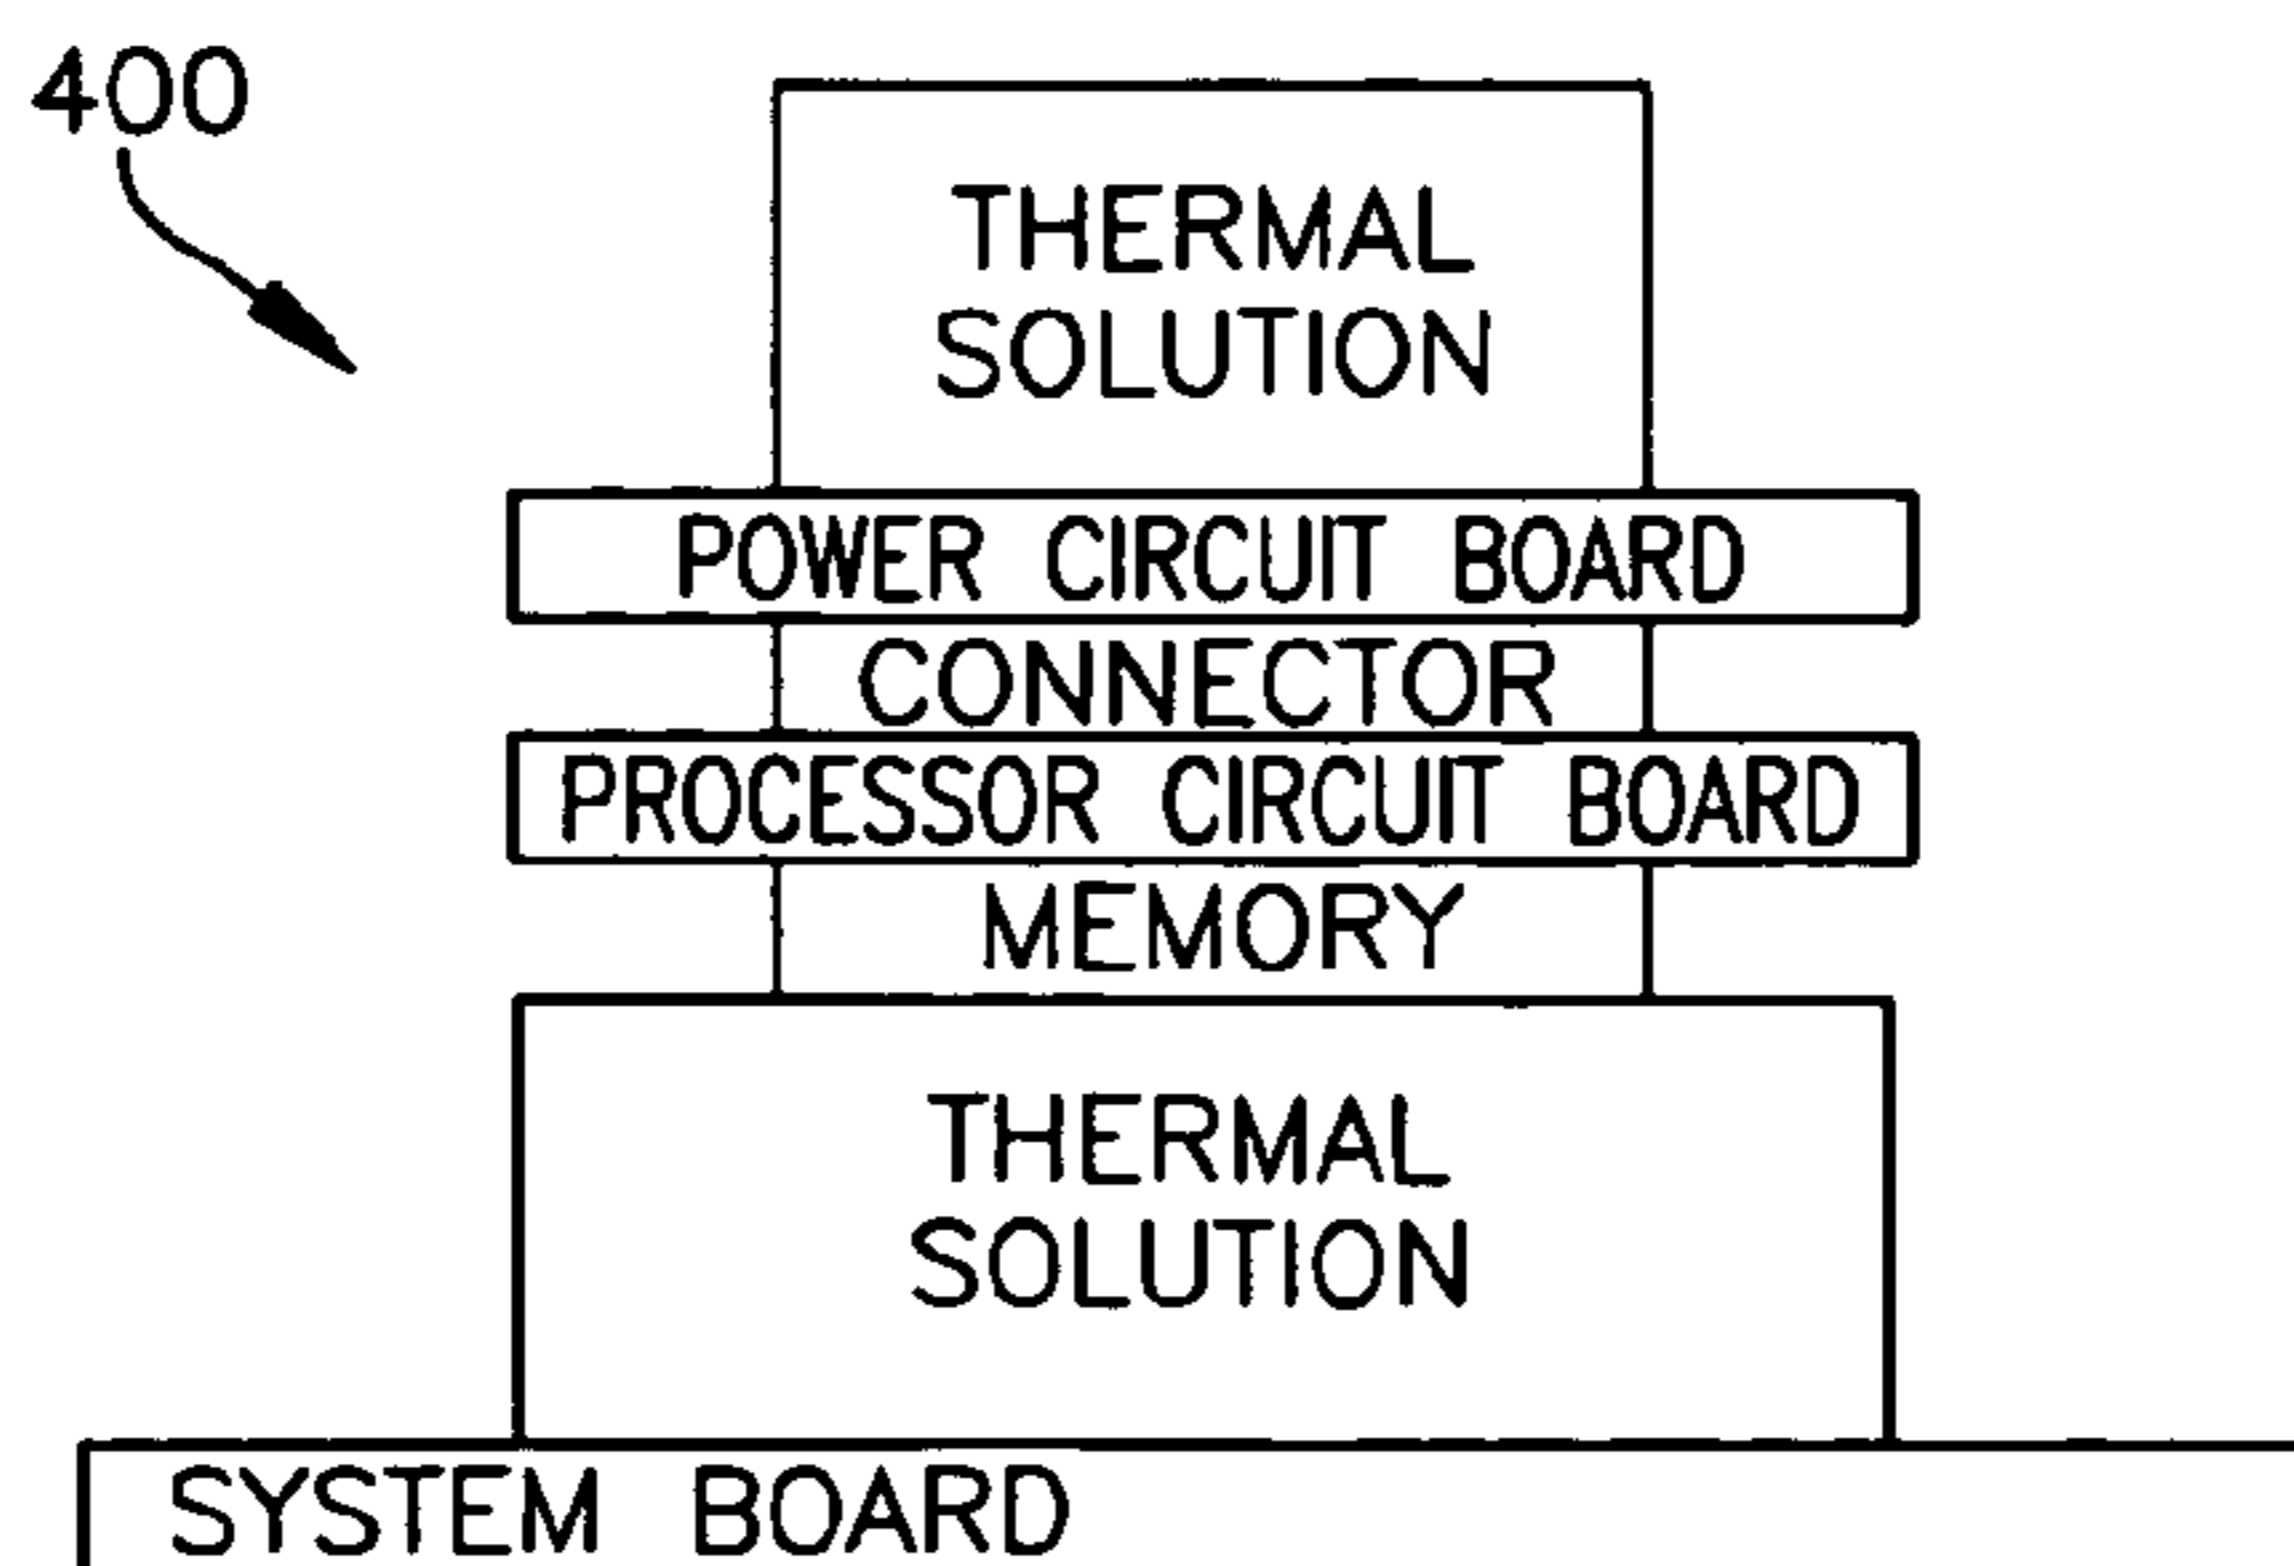 400
THERMAL
SOLUTION
POWER CIRCUIT BOARD
CONNECTOR
PROCESSOR CIRCUIT BOARD
MEMORY
THERMAL
SOLUTION
SYSTEM BOARD